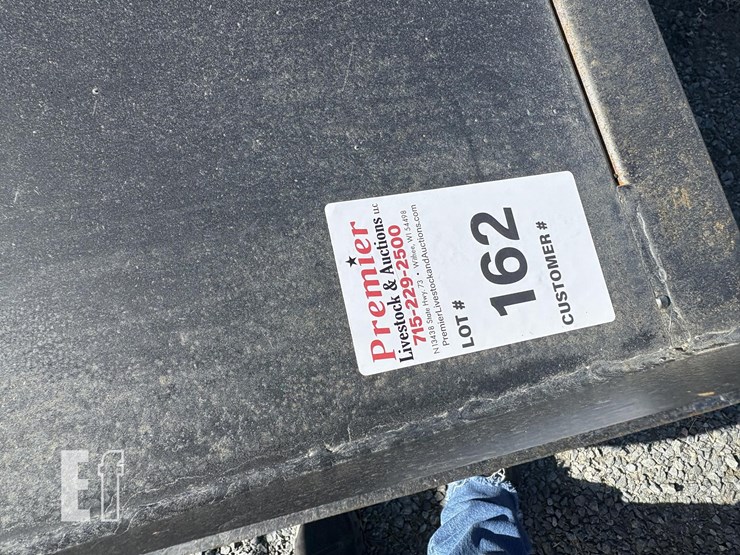 Premier
Livestock & Auctions LLC
715-229-2500
N13438 State Hwy. 73 • Withee, WI 54498
PremierLivestockandAuctions.com
LOT #
162
CUSTOMER #
Ef